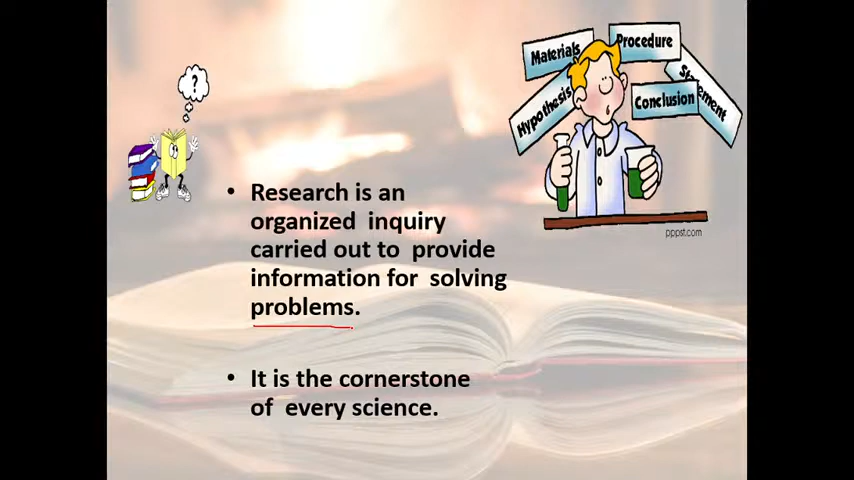 ?
Materials
Procedure
Hypothesis
Conclusion
pppst.com
• Research is an
organized inquiry
carried out to provide
information for solving
problems.
• It is the cornerstone
of every science.